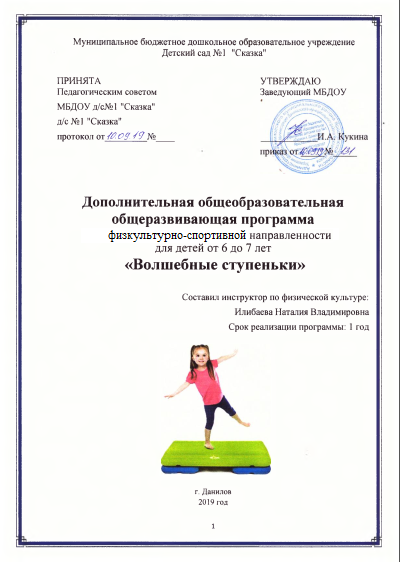 Муниципальное бюджетное дошкольное образовательное учреждение
Детский сад №1 "Сказка"
ПРИНЯТА
Педагогическим советом
МБДОУ д/с№1 "Сказка"
д/с №1 "Сказка"
протокол от 10.09.19 №____
УТВЕРЖДАЮ
Заведующий МБДОУ
____________И.А. Кукина
приказ от №131
Дополнительная общеобразовательная
общеразвивающая программа
физкультурно-спортивной направленности
для детей от 6 до 7 лет
«Волшебные ступеньки»
Составил инструктор по физической культуре:
Илибаева Наталия Владимировна
Срок реализации программы: 1 год
г. Данилов
2019 год
1